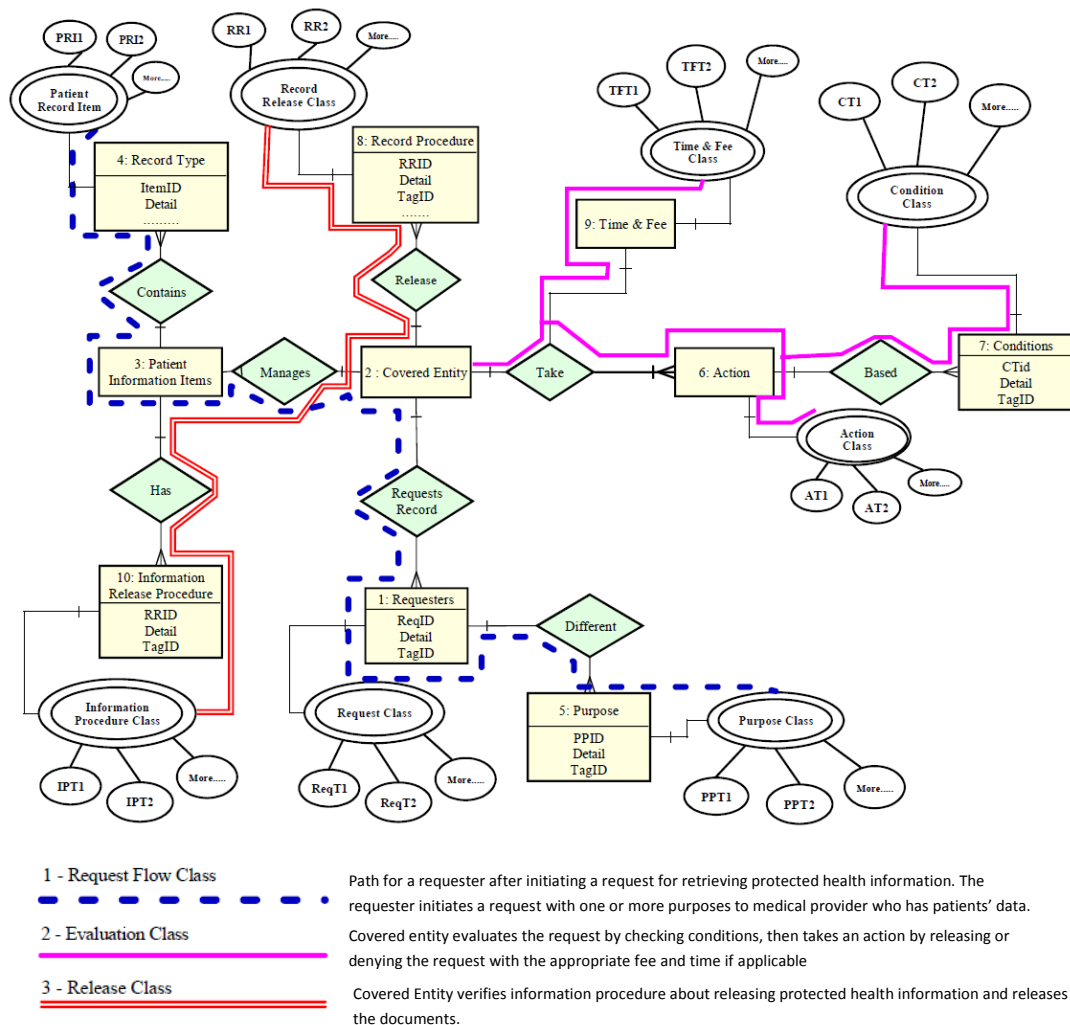 PRI1
PRI2
More.....
Patient
Record Item
RR1
RR2
More.....
Record
Release Class
TFT1
TFT2
More.....
Time & Fee
Class
CT1
CT2
More.....
Condition
Class
4: Record Type
ItemID
Detail
.........
8: Record Procedure
RRID
Detail
TagID
.......
9: Time & Fee
Contains
Release
3: Patient
Information Items
Manages
2 : Covered Entity
Take
6: Action
Based
7: Conditions
CTid
Detail
TagID
Action
Class
AT1
AT2
More.....
Has
Requests
Record
10: Information
Release Procedure
RRID
Detail
TagID
1: Requesters
ReqID
Detail
TagID
Different
Information
Procedure Class
IPT1
IPT2
More.....
Request Class
ReqT1
ReqT2
More.....
5: Purpose
PPID
Detail
TagID
Purpose Class
PPT1
PPT2
More.....
1 - Request Flow Class
Path for a requester after initiating a request for retrieving protected health information. The
requester initiates a request with one or more purposes to medical provider who has patients’ data.
2 - Evaluation Class
Covered entity evaluates the request by checking conditions, then takes an action by releasing or
denying the request with the appropriate fee and time if applicable
3 - Release Class
Covered Entity verifies information procedure about releasing protected health information and releases
the documents.